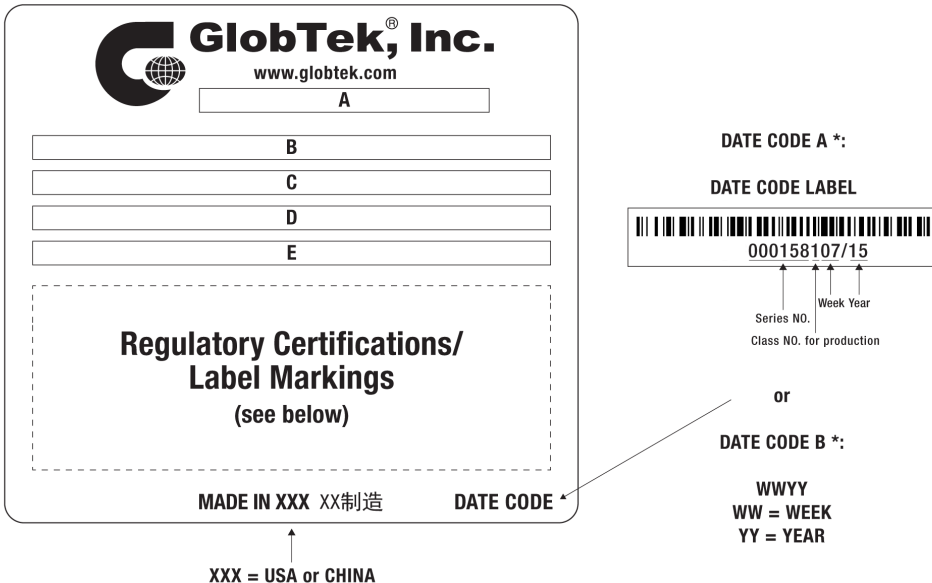 GlobTek,® Inc.
www.globtek.com
A
B
C
D
E
Regulatory Certifications/
Label Markings
(see below)
MADE IN XXX XX制造
DATE CODE
XXX = USA or CHINA
DATE CODE A *:
DATE CODE LABEL
000158107/15
Week Year
Series NO.
Class NO. for production
or
DATE CODE B *:
WWYY
WW = WEEK
YY = YEAR